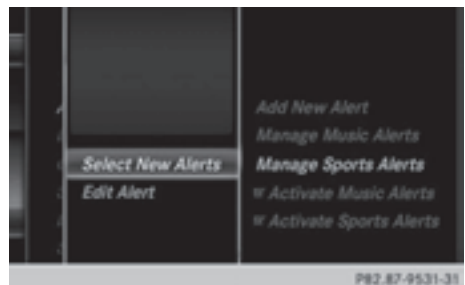 Add New Alert
Manage Music Alerts
Select New Alerts
Manage Sports Alerts
Edit Alert
Activate Music Alerts
Activate Sports Alerts
P82.87-9531-31